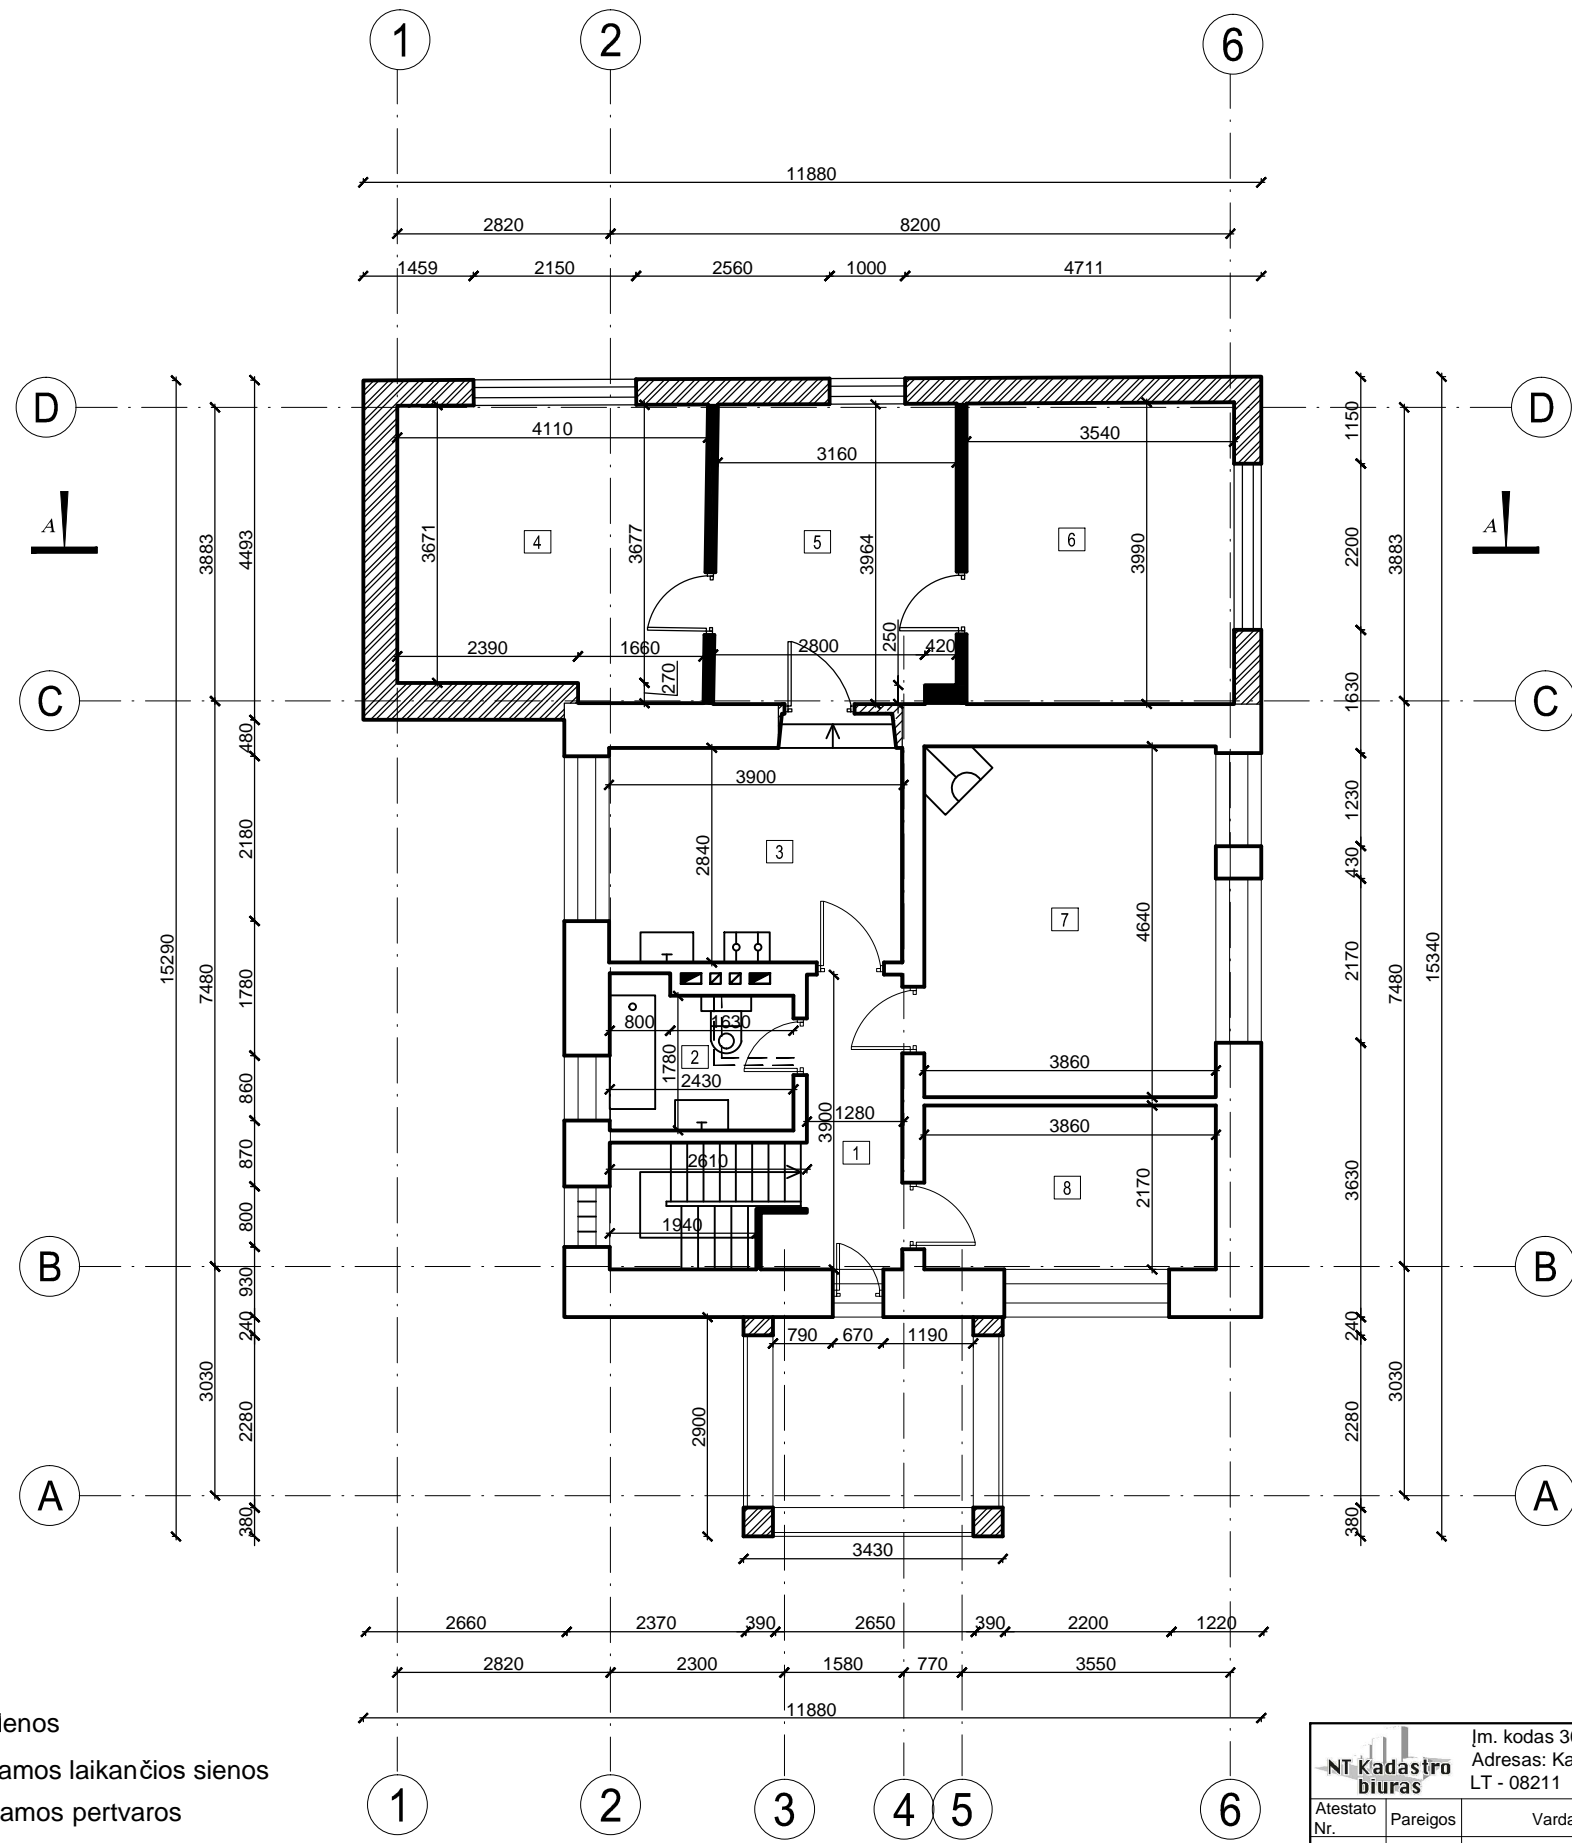 1 2 6
11880
2820 8200
1459 2150 2560 1000 4711
D D
4110 3160 3540
1150
A A
3883 4493 3671 4 3677 5 3964 6 3990 2200 3883
2390 1660 2800 250 420
270 1630
C C
480
3900
2180 2840 3 1230
430
7 4640
15290 7480 1780 2170 7480 15340
800 1630
2 1780
2430 3860
860
3900 1280 3860
870 1
2610 8 2170 3630
800
1940
B B
930
240 790 670 1190 240
3030 2280 2900 2280 3030
A A
380 380
3430
2660 2370 390 2650 390 2200 1220
2820 2300 1580 770 3550
11880
lenos
amos laikančios sienos
amos pertvaros
1 2 3 4 5 6
NT Kadastro
biuras
Įm. kodas 30
Adresas: Ka
LT - 08211
Atestato
Nr.
Pareigos
Varda